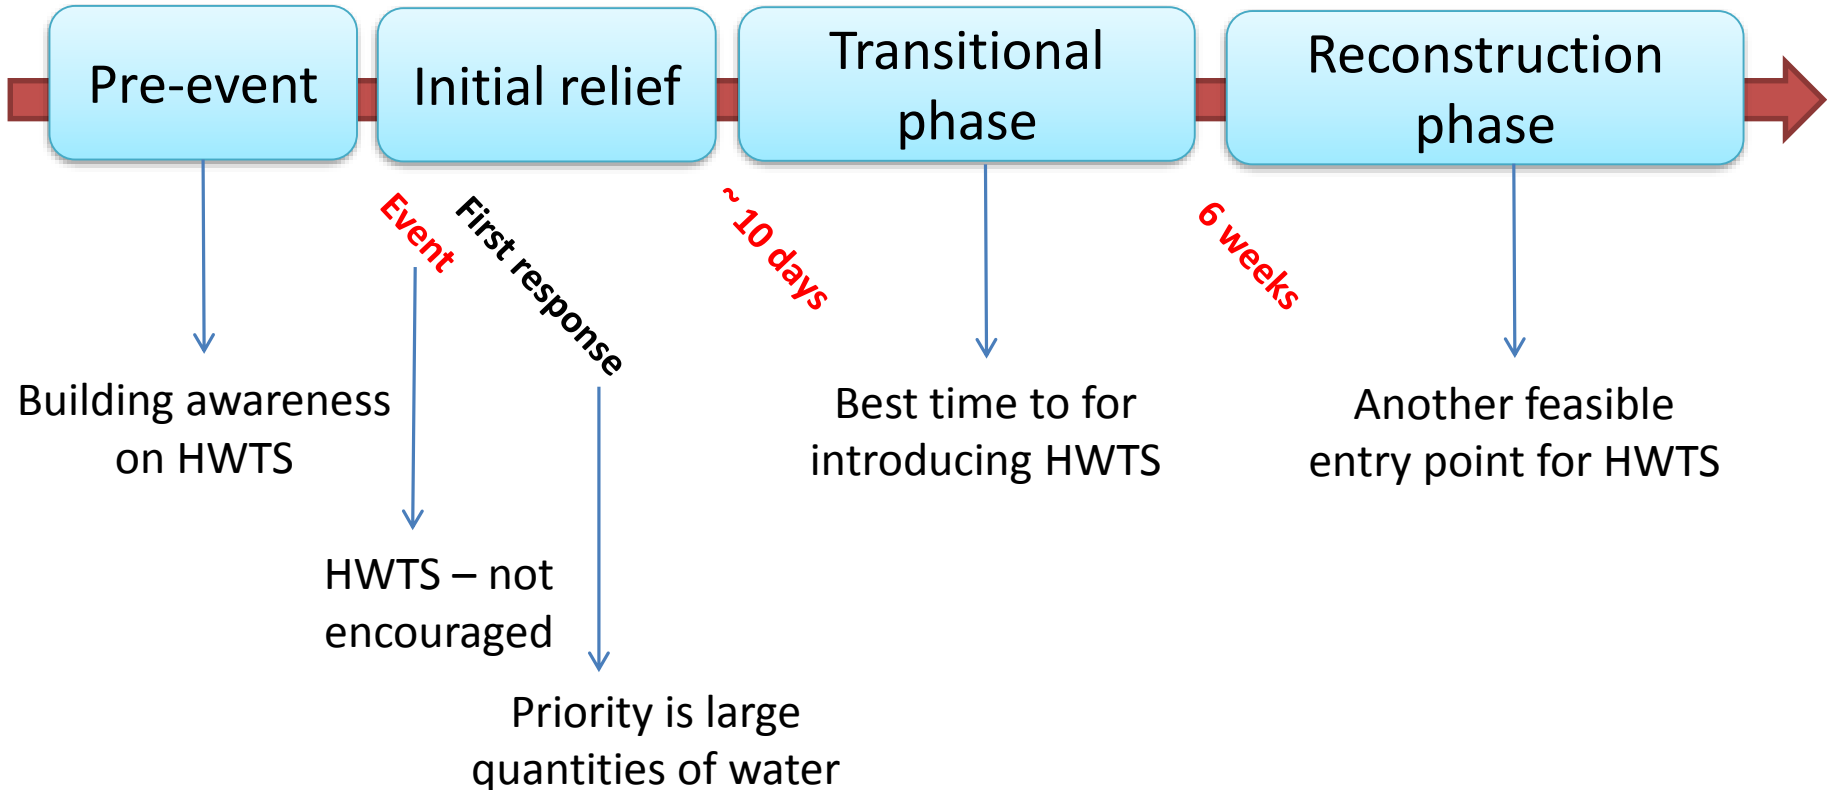 Pre-event
Initial relief
Transitional
phase
Reconstruction
phase
Event
First response
~ 10 days
6 weeks
Building awareness
on HWTS
HWTS – not
encouraged
Priority is large
quantities of water
Best time to for
introducing HWTS
Another feasible
entry point for HWTS